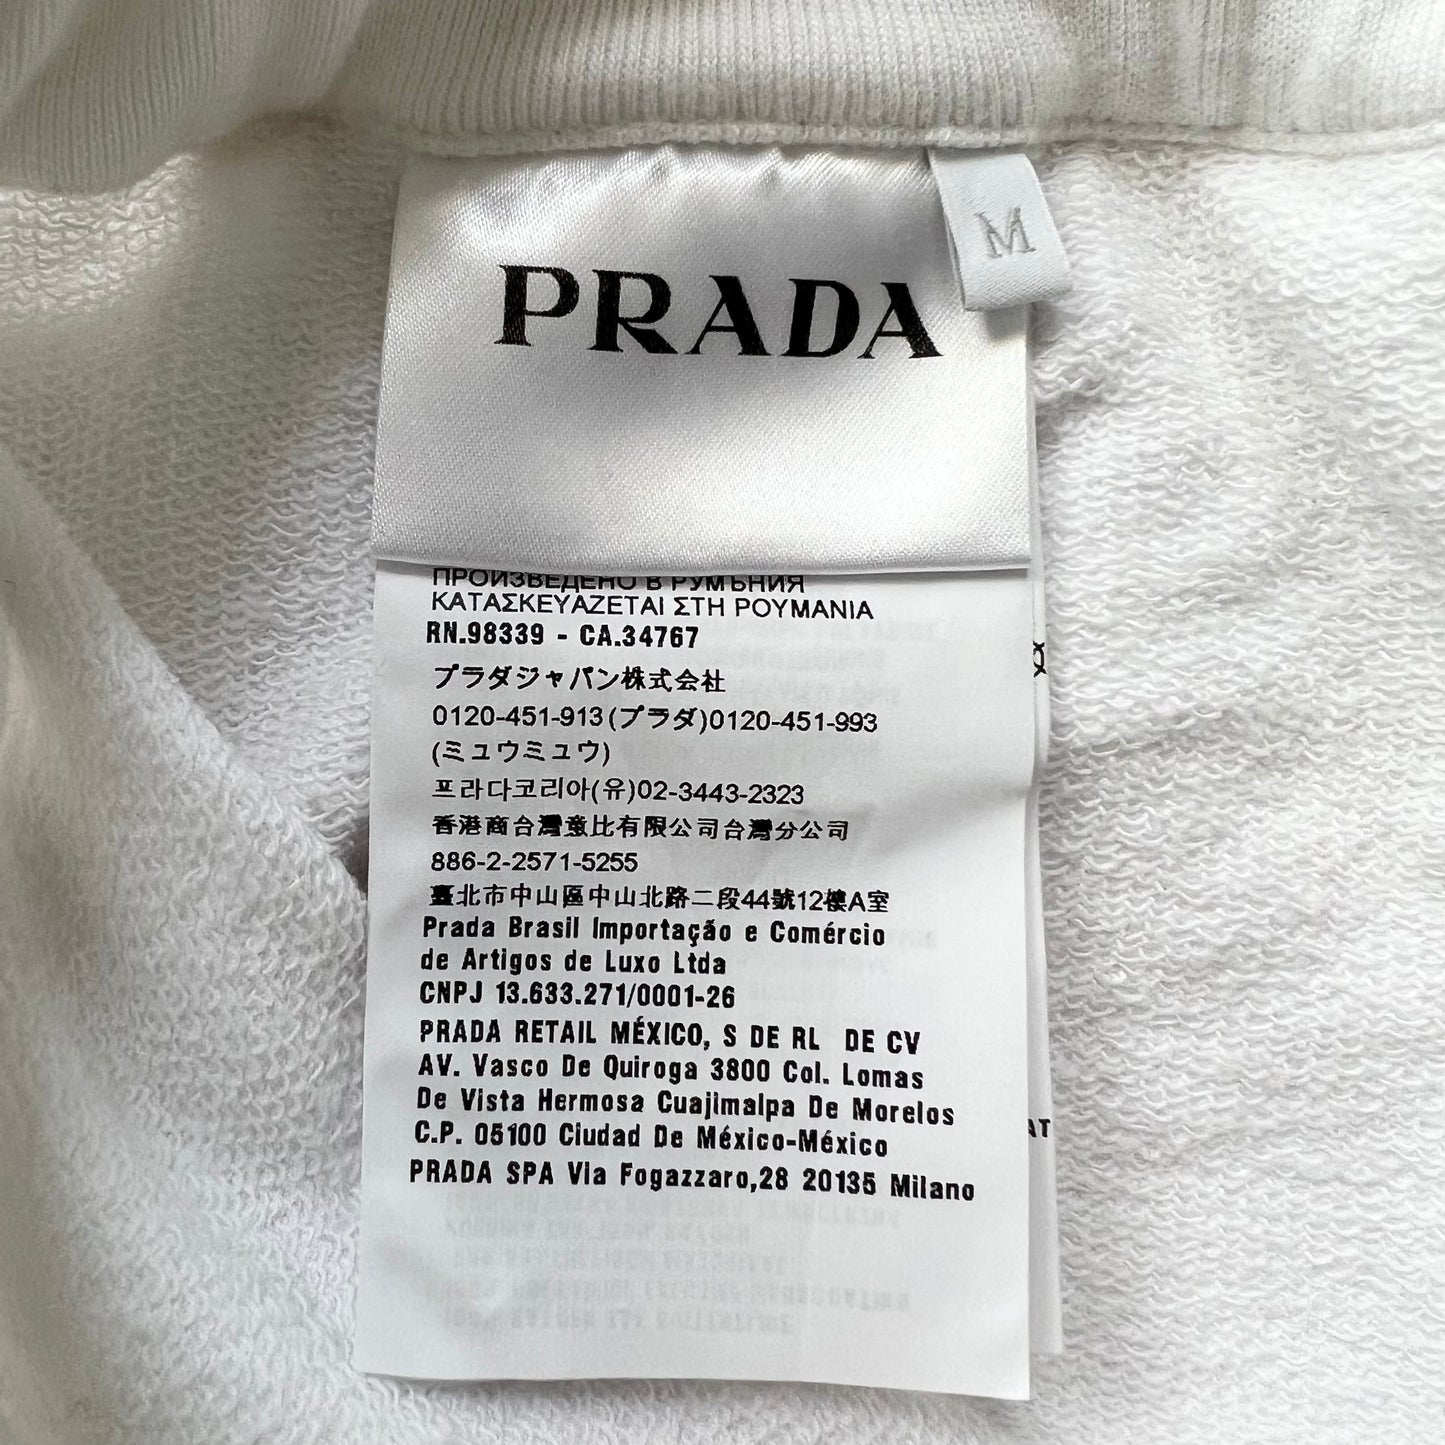 M
PRADA
ПРОИЗВЕДЕНО В РУМЪНИЯ
ΚΑΤΑΣΚΕΥΑΖΕΤΑΙ ΣΤΗ ΡΟΥΜΑΝΙΑ
RN.98339 - CA.34767
プラダジャパン株式会社
0120-451-913(プラダ)0120-451-993
(ミュウミュウ)
프라다코리아(유)02-3443-2323
香港商台灣意比有限公司台灣分公司
886-2-2571-5255
臺北市中山區中山北路二段44號12樓A室
Prada Brasil Importação e Comércio
de Artigos de Luxo Ltda
CNPJ 13.633.271/0001-26
PRADA RETAIL MÉXICO, S DE RL DE CV
AV. Vasco De Quiroga 3800 Col. Lomas
De Vista Hermosa Cuajimalpa De Morelos
C.P. 05100 Ciudad De México-México
PRADA SPA Via Fogazzaro,28 20135 Milano